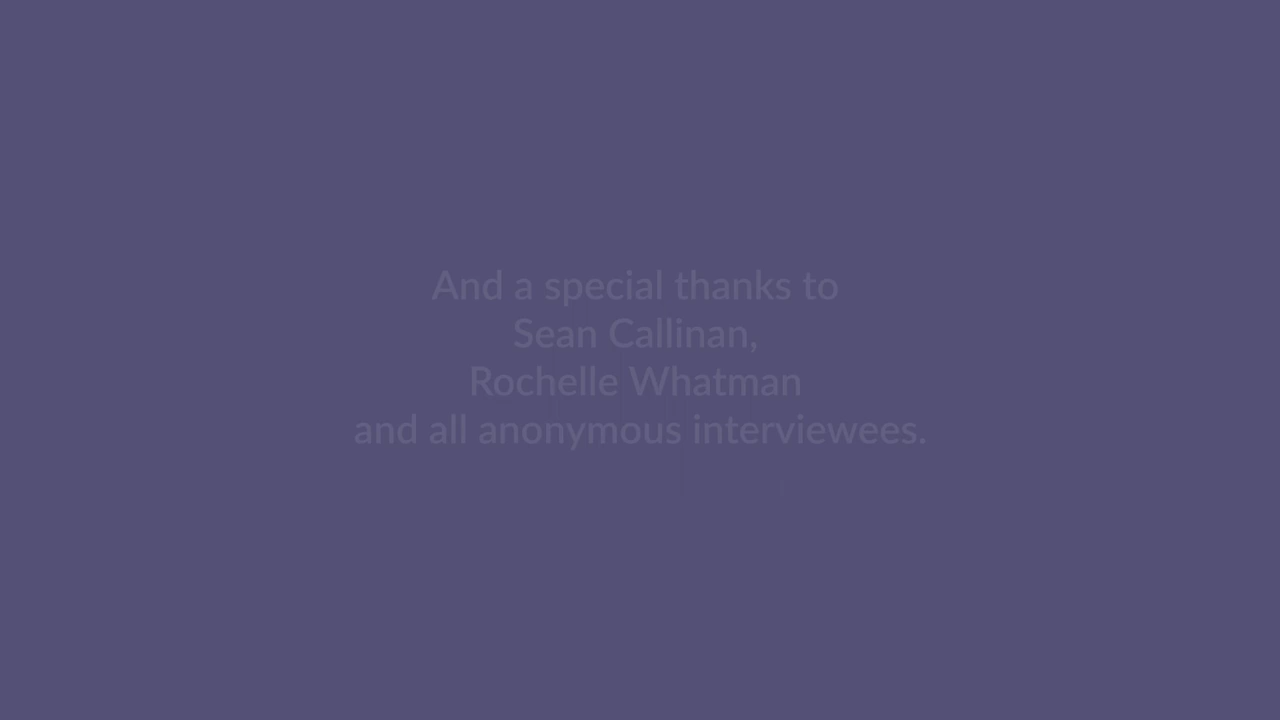 And a special thanks to
Sean Callinan,
Rochelle Whatman
and all anonymous interviewees.